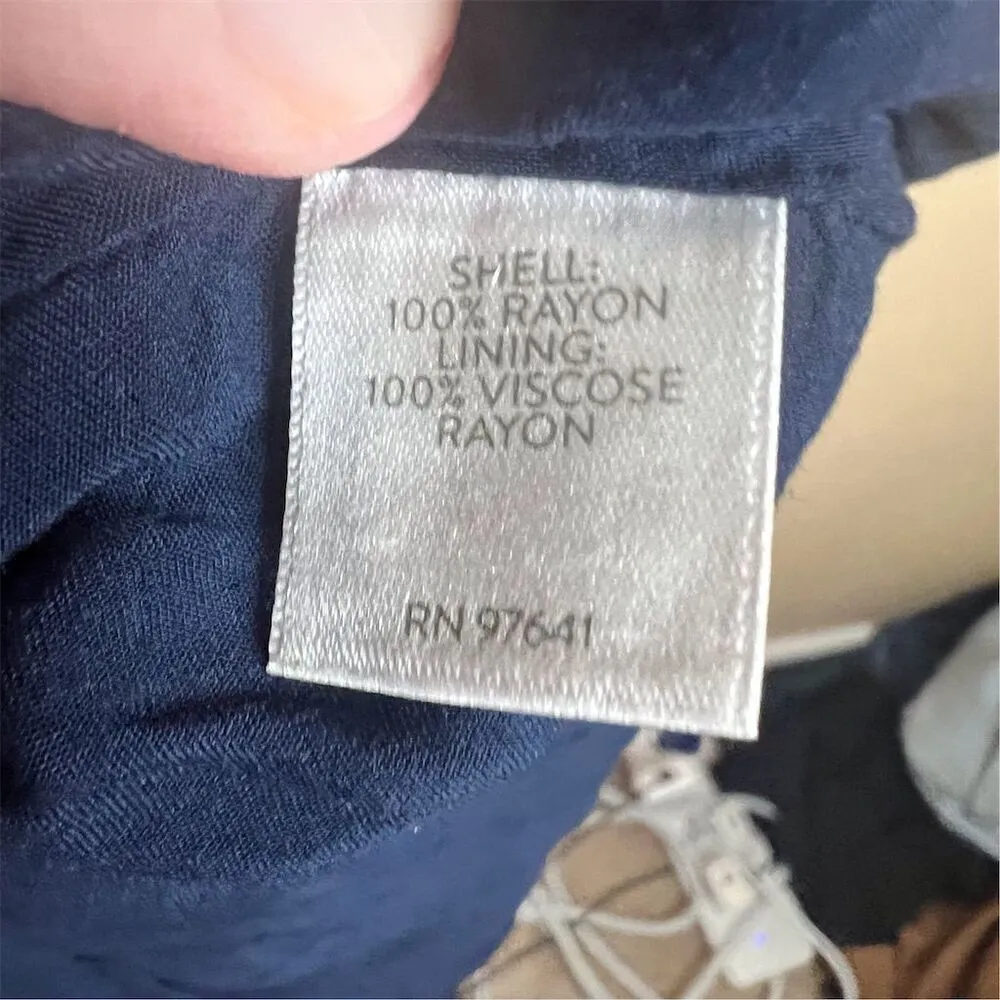 SHELL:
100% RAYON
LINING:
100% VISCOSE
RAYON
RN 97641